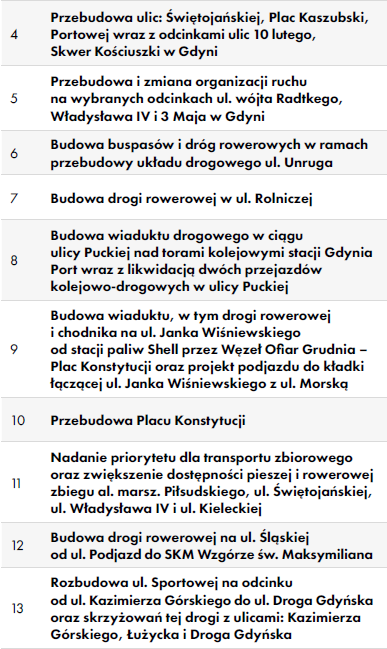 4
Przebudowa ulic: Świętojańskiej, Plac Kaszubski,
Portowej wraz z odcinkami ulic 10 lutego,
Skwer Kościuszki w Gdyni
5
Przebudowa i zmiana organizacji ruchu
na wybranych odcinkach ul. wójta Radtkego,
Władysława IV i 3 Maja w Gdyni
6
Budowa buspasów i dróg rowerowych w ramach
przebudowy układu drogowego ul. Unruga
7
Budowa drogi rowerowej w ul. Rolniczej
8
Budowa wiaduktu drogowego w ciągu
ulicy Puckiej nad torami kolejowymi stacji Gdynia
Port wraz z likwidacją dwóch przejazdów
kolejowo-drogowych w ulicy Puckiej
9
Budowa wiaduktu, w tym drogi rowerowej
i chodnika na ul. Janka Wiśniewskiego
od stacji paliw Shell przez Węzeł Ofiar Grudnia –
Plac Konstytucji oraz projekt podjazdu do kładki
łączącej ul. Janka Wiśniewskiego z ul. Morską
10
Przebudowa Placu Konstytucji
11
Nadanie priorytetu dla transportu zbiorowego
oraz zwiększenie dostępności pieszej i rowerowej
zbiegu al. marsz. Piłsudskiego, ul. Świętojańskiej,
ul. Władysława IV i ul. Kieleckiej
12
Budowa drogi rowerowej na ul. Śląskiej
od ul. Podjazd do SKM Wzgórze św. Maksymiliana
13
Rozbudowa ul. Sportowej na odcinku
od ul. Kazimierza Górskiego do ul. Droga Gdyńska
oraz skrzyżowań tej drogi z ulicami: Kazimierza
Górskiego, Łużycka i Droga Gdyńska